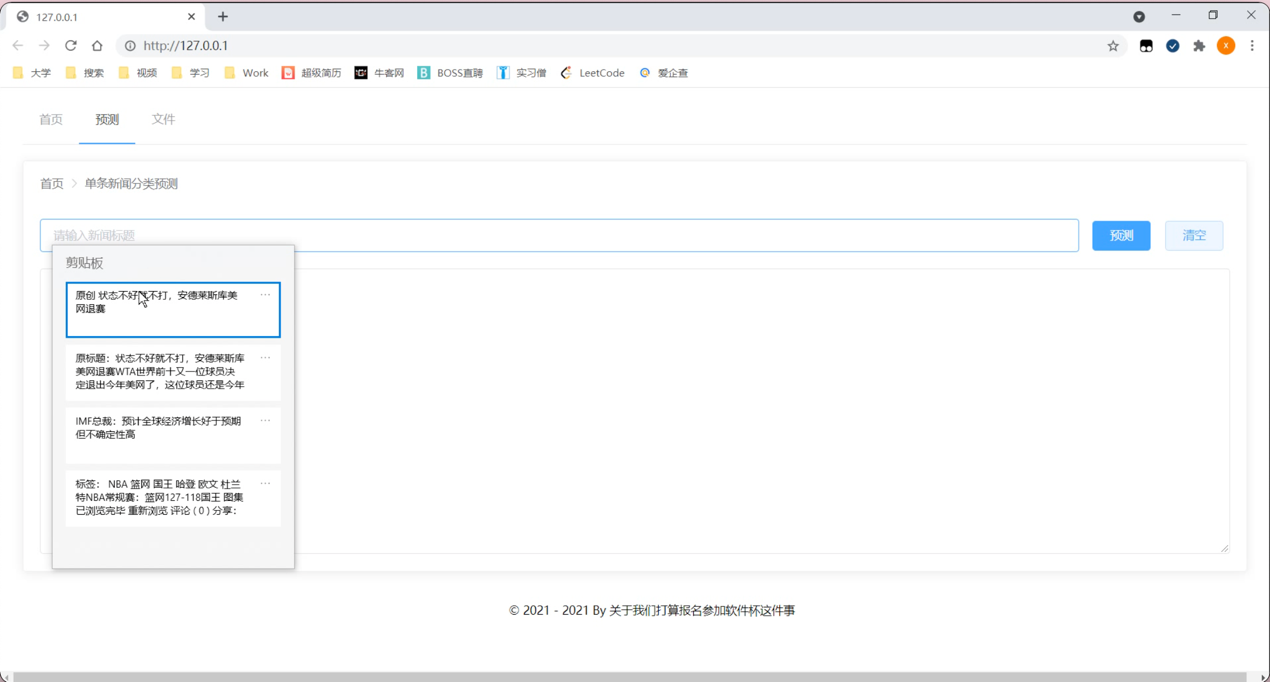 127.0.0.1
http://127.0.0.1
大学 搜索 视频 学习 Work 超级简历 牛客网 BOSS直聘 实习僧 LeetCode 爱企查
首页 预测 文件
首页 > 单条新闻分类预测
请输入新闻标题 预测 清空
剪贴板
原创 状态不好就不打，安德莱斯库美
网退赛
原标题：状态不好就不打，安德莱斯库
美网退赛WTA世界前十又一位球员决
定退出今年美网了，这位球员还是今年
IMF总裁：预计全球经济增长好于预期
但不确定性高
标签： NBA 篮网 国王 哈登 欧文 杜兰
特NBA常规赛：篮网127-118国王 图集
已浏览完毕 重新浏览 评论 ( 0 ) 分享：
© 2021 - 2021 By 关于我们打算报名参加软件杯这件事